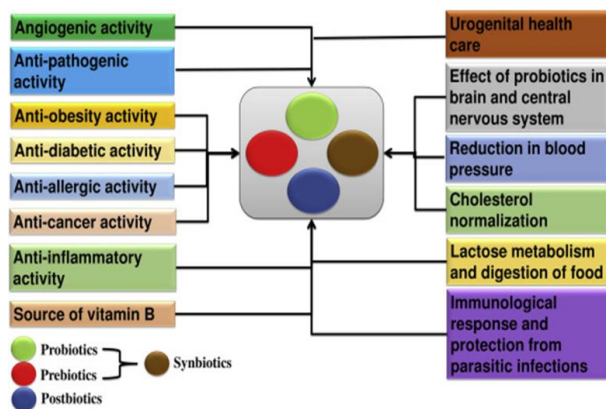 Angiogenic activity
Anti-pathogenic
activity
Anti-obesity activity
Anti-diabetic activity
Anti-allergic activity
Anti-cancer activity
Anti-inflammatory
activity
Source of vitamin B
Urogenital health
care
Effect of probiotics in
brain and central
nervous system
Reduction in blood
pressure
Cholesterol
normalization
Lactose metabolism
and digestion of food
Immunological
response and
protection from
parasitic infections
Probiotics
Prebiotics
Synbiotics
Postbiotics